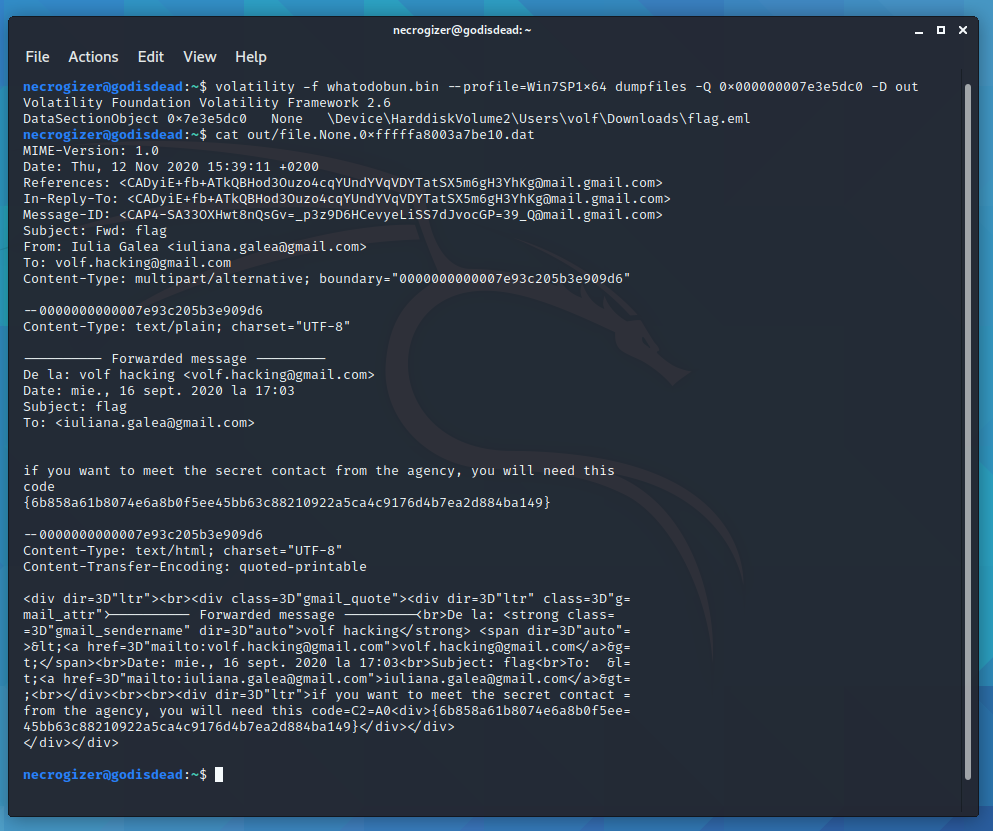 necrogizer@godisdead: ~
File Actions Edit View Help
necrogizer@godisdead:~$ volatility -f whatodobun.bin --profile=Win7SP1×64 dumpfiles -Q 0×000000007e3e5dc0 -D out
Volatility Foundation Volatility Framework 2.6
DataSectionObject 0×7e3e5dc0   None   \Device\HarddiskVolume2\Users\volf\Downloads\flag.eml
necrogizer@godisdead:~$ cat out/file.None.0×fffffa8003a7be10.dat
MIME-Version: 1.0
Date: Thu, 12 Nov 2020 15:39:11 +0200
References: <CADyiE+fb+ATkQBHod3Ouzo4cqYUndYVqVDYTatSX5m6gH3YhKg@mail.gmail.com>
In-Reply-To: <CADyiE+fb+ATkQBHod3Ouzo4cqYUndYVqVDYTatSX5m6gH3YhKg@mail.gmail.com>
Message-ID: <CAP4-SA33OXHwt8nQsGv=_p3z9D6HCevyeLiSS7dJvocGP=39_Q@mail.gmail.com>
Subject: Fwd: flag
From: Iulia Galea <iuliana.galea@gmail.com>
To: volf.hacking@gmail.com
Content-Type: multipart/alternative; boundary="0000000000007e93c205b3e909d6"
--0000000000007e93c205b3e909d6
Content-Type: text/plain; charset="UTF-8"
---------- Forwarded message ---------
De la: volf hacking <volf.hacking@gmail.com>
Date: mie., 16 sept. 2020 la 17:03
Subject: flag
To: <iuliana.galea@gmail.com>
if you want to meet the secret contact from the agency, you will need this
code
{6b858a61b8074e6a8b0f5ee45bb63c88210922a5ca4c9176d4b7ea2d884ba149}
--0000000000007e93c205b3e909d6
Content-Type: text/html; charset="UTF-8"
Content-Transfer-Encoding: quoted-printable
<div dir=3D"ltr"><br><div class=3D"gmail_quote"><div dir=3D"ltr" class=3D"g=
mail_attr">---------- Forwarded message ---------<br>De la: <strong class=
=3D"gmail_sendername" dir=3D"auto">volf hacking</strong> <span dir=3D"auto"=
>&lt;<a href=3D"mailto:volf.hacking@gmail.com">volf.hacking@gmail.com</a>&g=
t;</span><br>Date: mie., 16 sept. 2020 la 17:03<br>Subject: flag<br>To:  &l=
t;<a href=3D"mailto:iuliana.galea@gmail.com">iuliana.galea@gmail.com</a>&gt=
;<br></div><br><br><div dir=3D"ltr">if you want to meet the secret contact =
from the agency, you will need this code=C2=A0<div>{6b858a61b8074e6a8b0f5ee=
45bb63c88210922a5ca4c9176d4b7ea2d884ba149}</div></div>
</div></div>
necrogizer@godisdead:~$